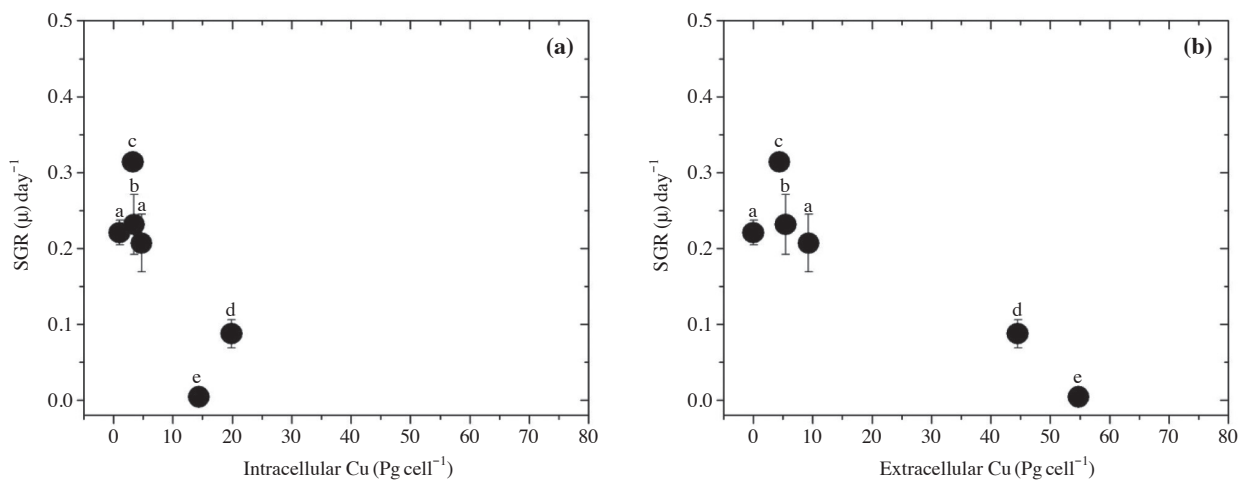 0.5
(a)
0.4
c
0.3
b
a
a
0.2
d
0.1
e
0.0
SGR (μ) day⁻¹
0 10 20 30 40 50 60 70 80
Intracellular Cu (Pg cell⁻¹)
0.5
(b)
0.4
c
0.3
b
a
a
0.2
d
0.1
e
0.0
SGR (μ) day⁻¹
0 10 20 30 40 50 60 70 80
Extracellular Cu (Pg cell⁻¹)